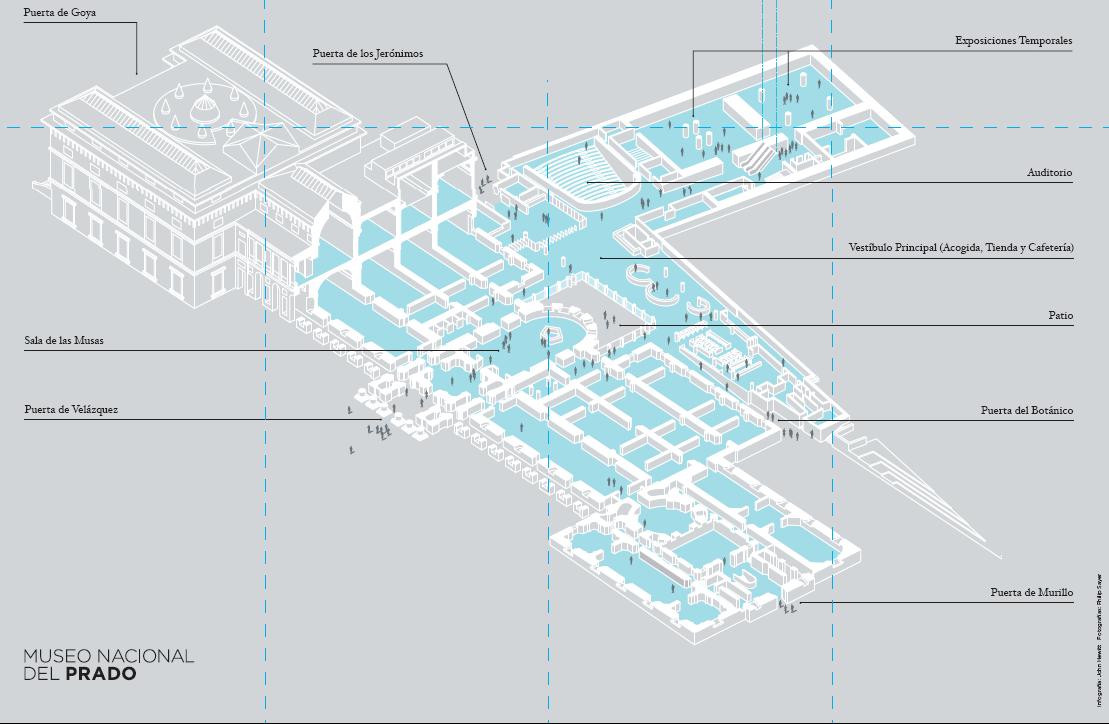 Puerta de Goya
Puerta de los Jerónimos
Exposiciones Temporales
Auditorio
Vestíbulo Principal (Acogida, Tienda y Cafetería)
Patio
Sala de las Musas
Puerta de Velázquez
Puerta del Botánico
Puerta de Murillo
MUSEO NACIONAL
DEL PRADO
Infografía: John Hewitt Fotografías: Philip Sayer